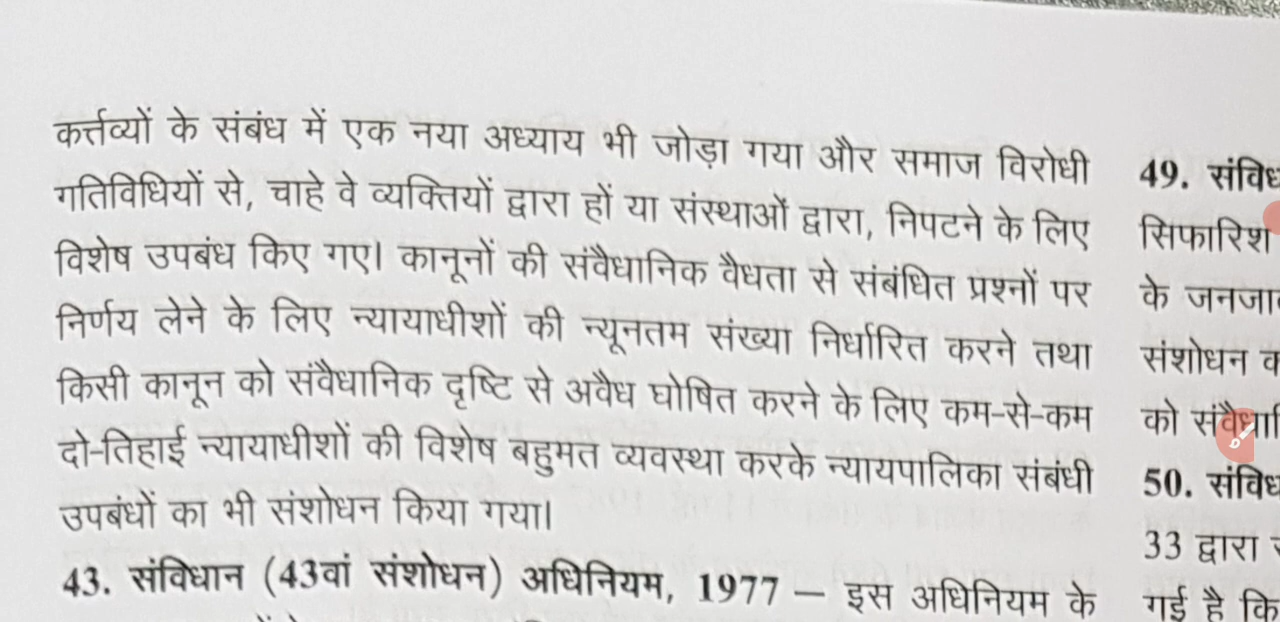 कर्त्तव्यों के संबंध में एक नया अध्याय भी जोड़ा गया और समाज विरोधी
गतिविधियों से, चाहे वे व्यक्तियों द्वारा हों या संस्थाओं द्वारा, निपटने के लिए
विशेष उपबंध किए गए। कानूनों की संवैधानिक वैधता से संबंधित प्रश्नों पर
निर्णय लेने के लिए न्यायाधीशों की न्यूनतम संख्या निर्धारित करने तथा
किसी कानून को संवैधानिक दृष्टि से अवैध घोषित करने के लिए कम-से-कम
दो-तिहाई न्यायाधीशों की विशेष बहुमत व्यवस्था करके न्यायपालिका संबंधी
उपबंधों का भी संशोधन किया गया।
43. संविधान (43वां संशोधन) अधिनियम, 1977 – इस अधिनियम के
49.
सिफारिश
के
संशोधन
को
50.
33 द्वारा
गई है कि